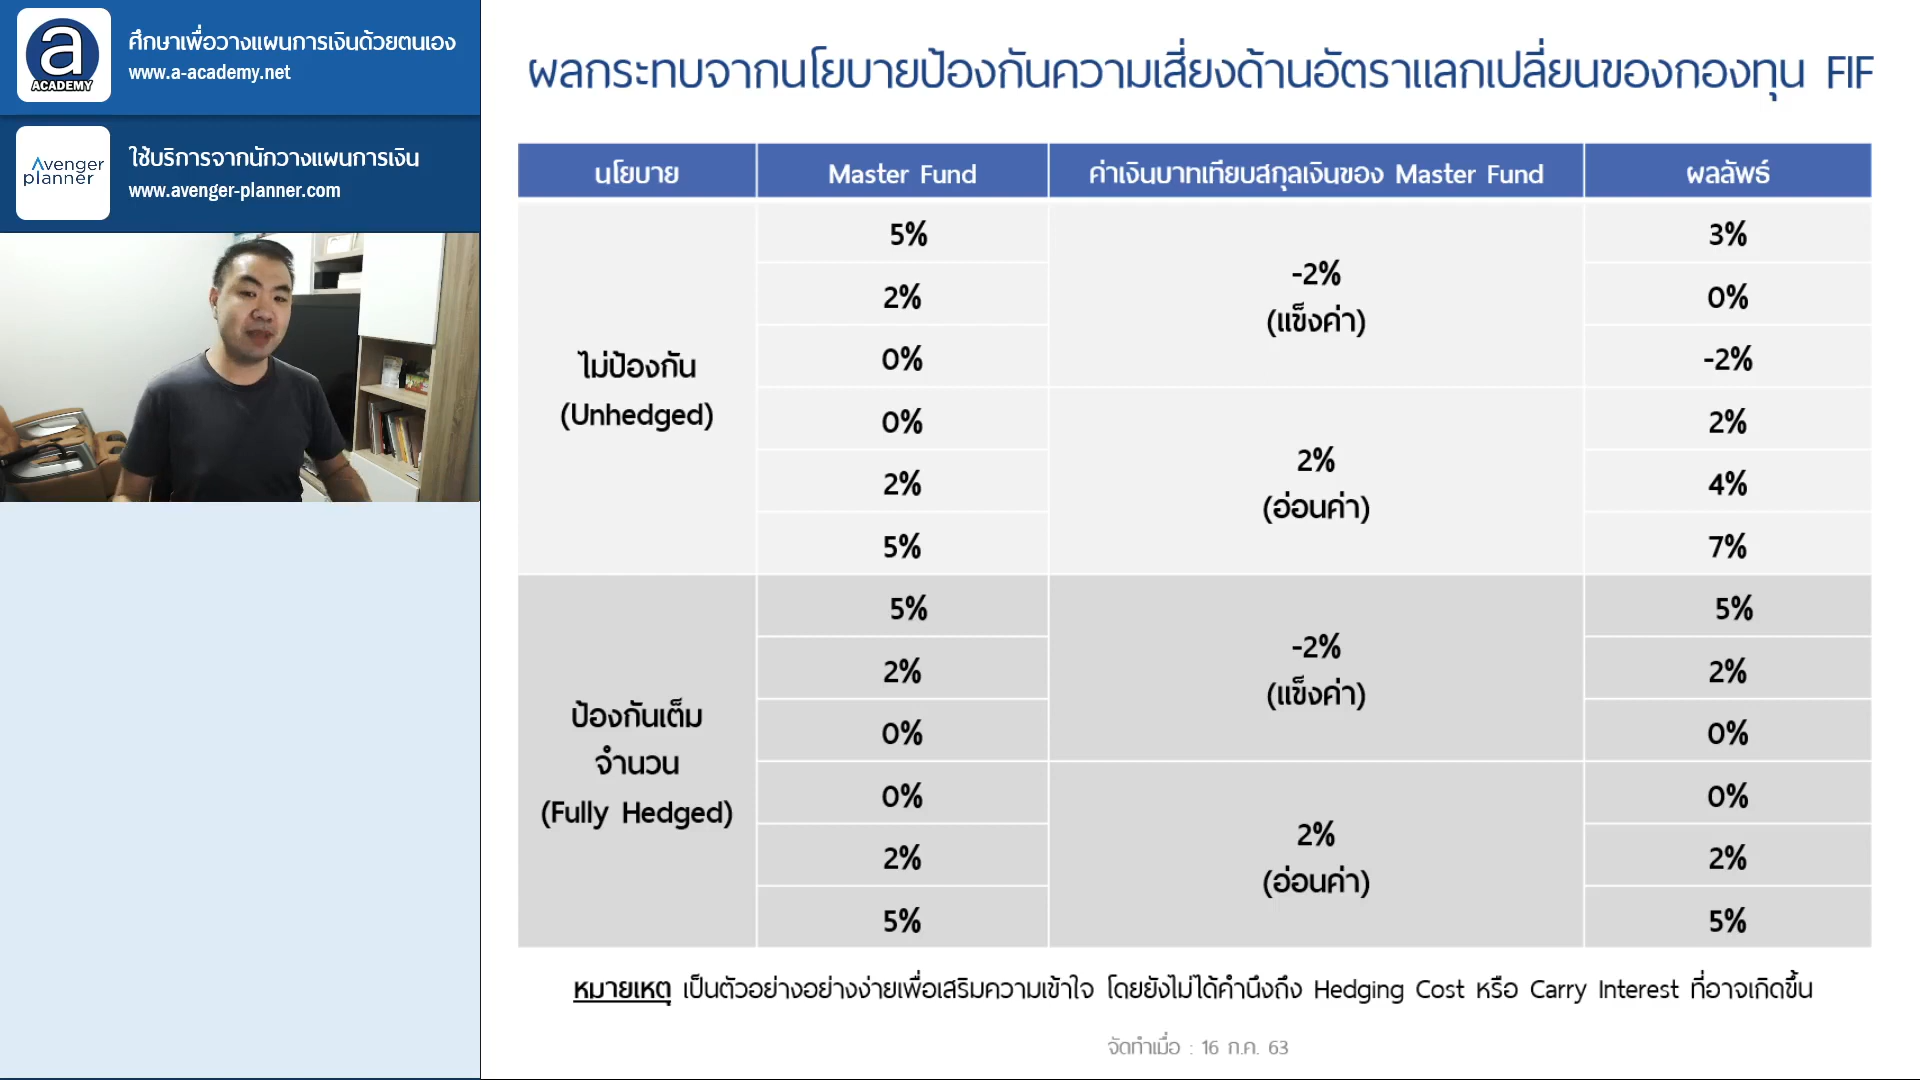 a
ACADEMY
ศึกษาเพื่อวางแผนการเงินด้วยตนเอง
www.a-academy.net
Avenger
planner
ใช้บริการจากนักวางแผนการเงิน
www.avenger-planner.com
ผลกระทบจากนโยบายป้องกันความเสี่ยงด้านอัตราแลกเปลี่ยนของกองทุน FIF
นโยบาย Master Fund ค่าเงินบาทเทียบสกุลเงินของ Master Fund ผลลัพธ์
ไม่ป้องกัน
(Unhedged)
5%
2%
0%
0%
2%
5%
-2%
(แข็งค่า)
2%
(อ่อนค่า)
3%
0%
-2%
2%
4%
7%
ป้องกันเต็ม
จำนวน
(Fully Hedged)
5%
2%
0%
0%
2%
5%
-2%
(แข็งค่า)
2%
(อ่อนค่า)
5%
2%
0%
0%
2%
5%
หมายเหตุ เป็นตัวอย่างอย่างง่ายเพื่อเสริมความเข้าใจ โดยยังไม่ได้คำนึงถึง Hedging Cost หรือ Carry Interest ที่อาจเกิดขึ้น
จัดทำเมื่อ : 16 ก.ค. 63